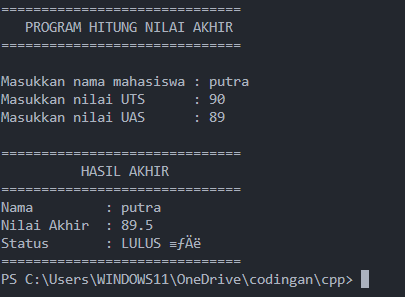 ==============================
PROGRAM HITUNG NILAI AKHIR
==============================
Masukkan nama mahasiswa : putra
Masukkan nilai UTS : 90
Masukkan nilai UAS : 89
==============================
HASIL AKHIR
==============================
Nama : putra
Nilai Akhir : 89.5
Status : LULUS ≡ƒÄë
==============================
PS C:\Users\WINDOWS11\OneDrive\codingan\cpp>